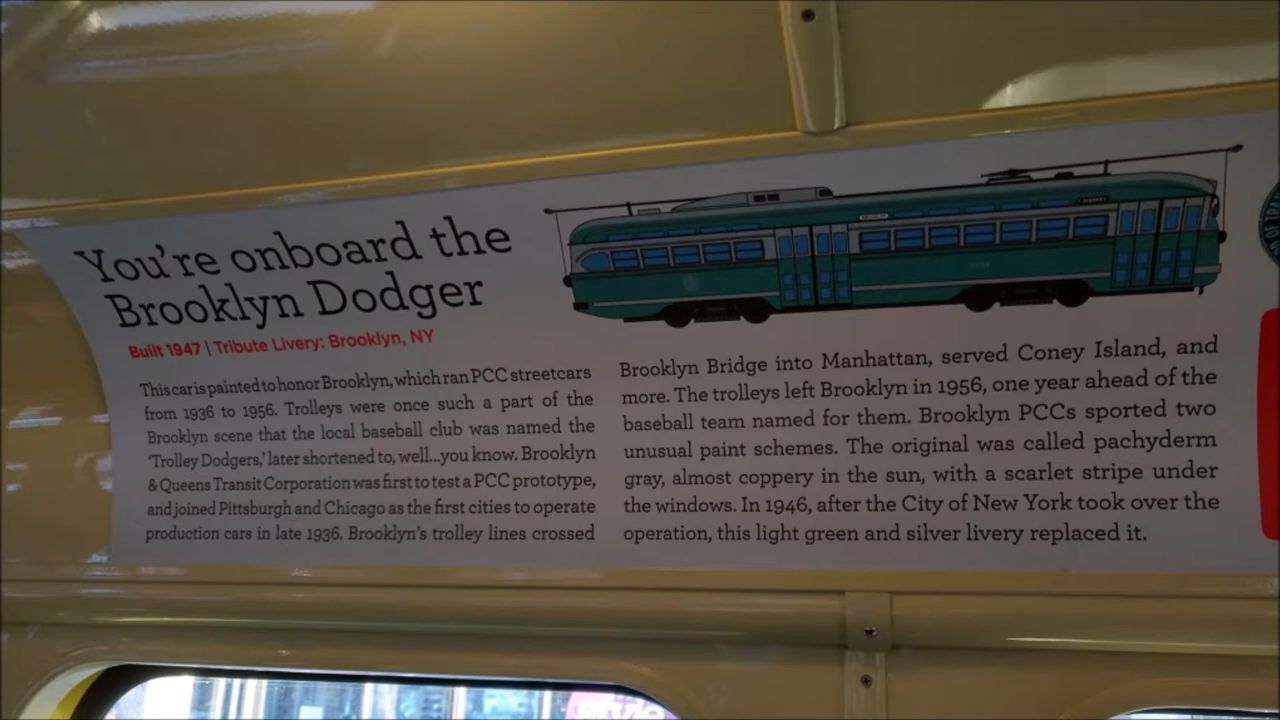 You're onboard the
Brooklyn Dodger
Built 1947 | Tribute Livery: Brooklyn, NY
This car is painted to honor Brooklyn, which ran PCC streetcars
from 1936 to 1956. Trolleys were once such a part of the
Brooklyn scene that the local baseball club was named the
'Trolley Dodgers,' later shortened to, well...you know. Brooklyn
& Queens Transit Corporation was first to test a PCC prototype,
and joined Pittsburgh and Chicago as the first cities to operate
production cars in late 1936. Brooklyn's trolley lines crossed
Brooklyn Bridge into Manhattan, served Coney Island, and
more. The trolleys left Brooklyn in 1956, one year ahead of the
baseball team named for them. Brooklyn PCCs sported two
unusual paint schemes. The original was called pachyderm
gray, almost coppery in the sun, with a scarlet stripe under
the windows. In 1946, after the City of New York took over the
operation, this light green and silver livery replaced it.